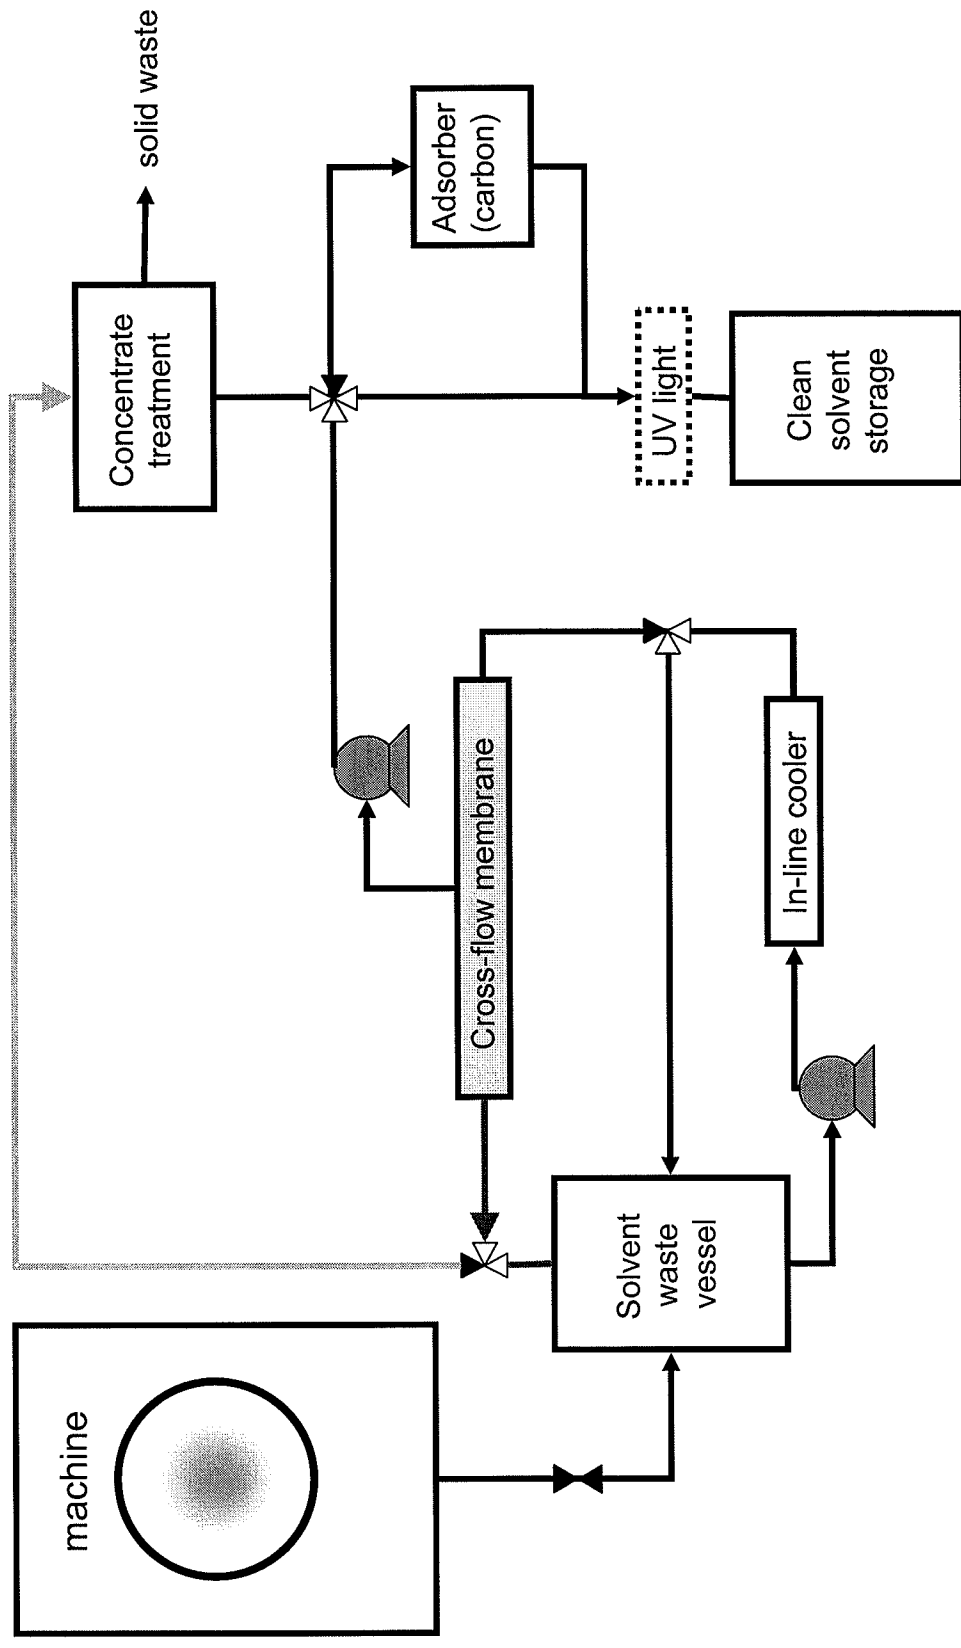 machine
Solvent
waste
vessel
In-line cooler
Cross-flow membrane
Concentrate
treatment
solid waste
Adsorber
(carbon)
UV light
Clean
solvent
storage